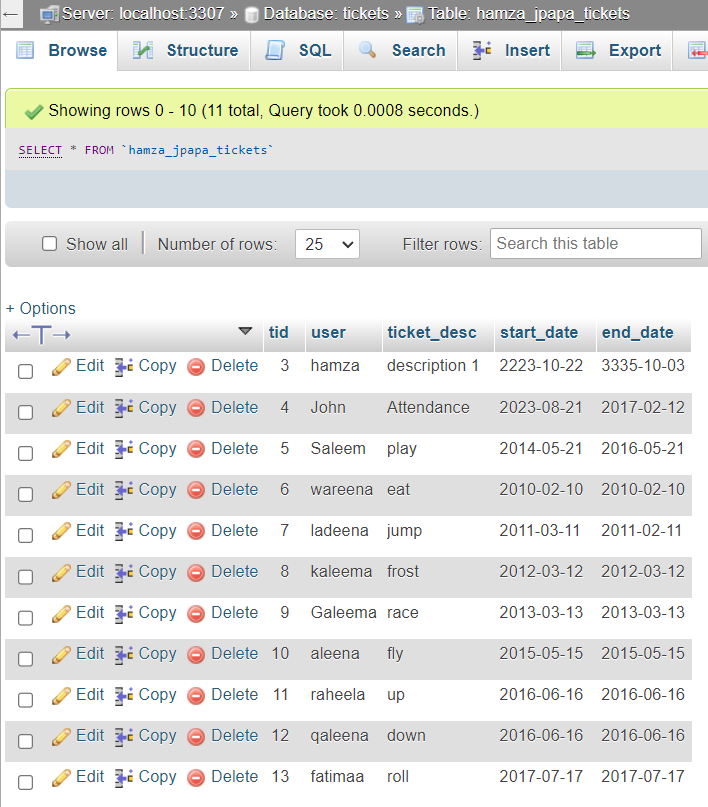 ← Server: localhost:3307 » Database: tickets » Table: hamza_jpapa_tickets
Browse Structure SQL Search Insert Export
Showing rows 0 - 10 (11 total, Query took 0.0008 seconds.)
SELECT * FROM `hamza_jpapa_tickets`
Show all Number of rows: 25 Filter rows: Search this table
+ Options
←T→ tid user ticket_desc start_date end_date
Edit Copy Delete 3 hamza description 1 2223-10-22 3335-10-03
Edit Copy Delete 4 John Attendance 2023-08-21 2017-02-12
Edit Copy Delete 5 Saleem play 2014-05-21 2016-05-21
Edit Copy Delete 6 wareena eat 2010-02-10 2010-02-10
Edit Copy Delete 7 ladeena jump 2011-03-11 2011-02-11
Edit Copy Delete 8 kaleema frost 2012-03-12 2012-03-12
Edit Copy Delete 9 Galeema race 2013-03-13 2013-03-13
Edit Copy Delete 10 aleena fly 2015-05-15 2015-05-15
Edit Copy Delete 11 raheela up 2016-06-16 2016-06-16
Edit Copy Delete 12 qaleena down 2016-06-16 2016-06-16
Edit Copy Delete 13 fatimaa roll 2017-07-17 2017-07-17